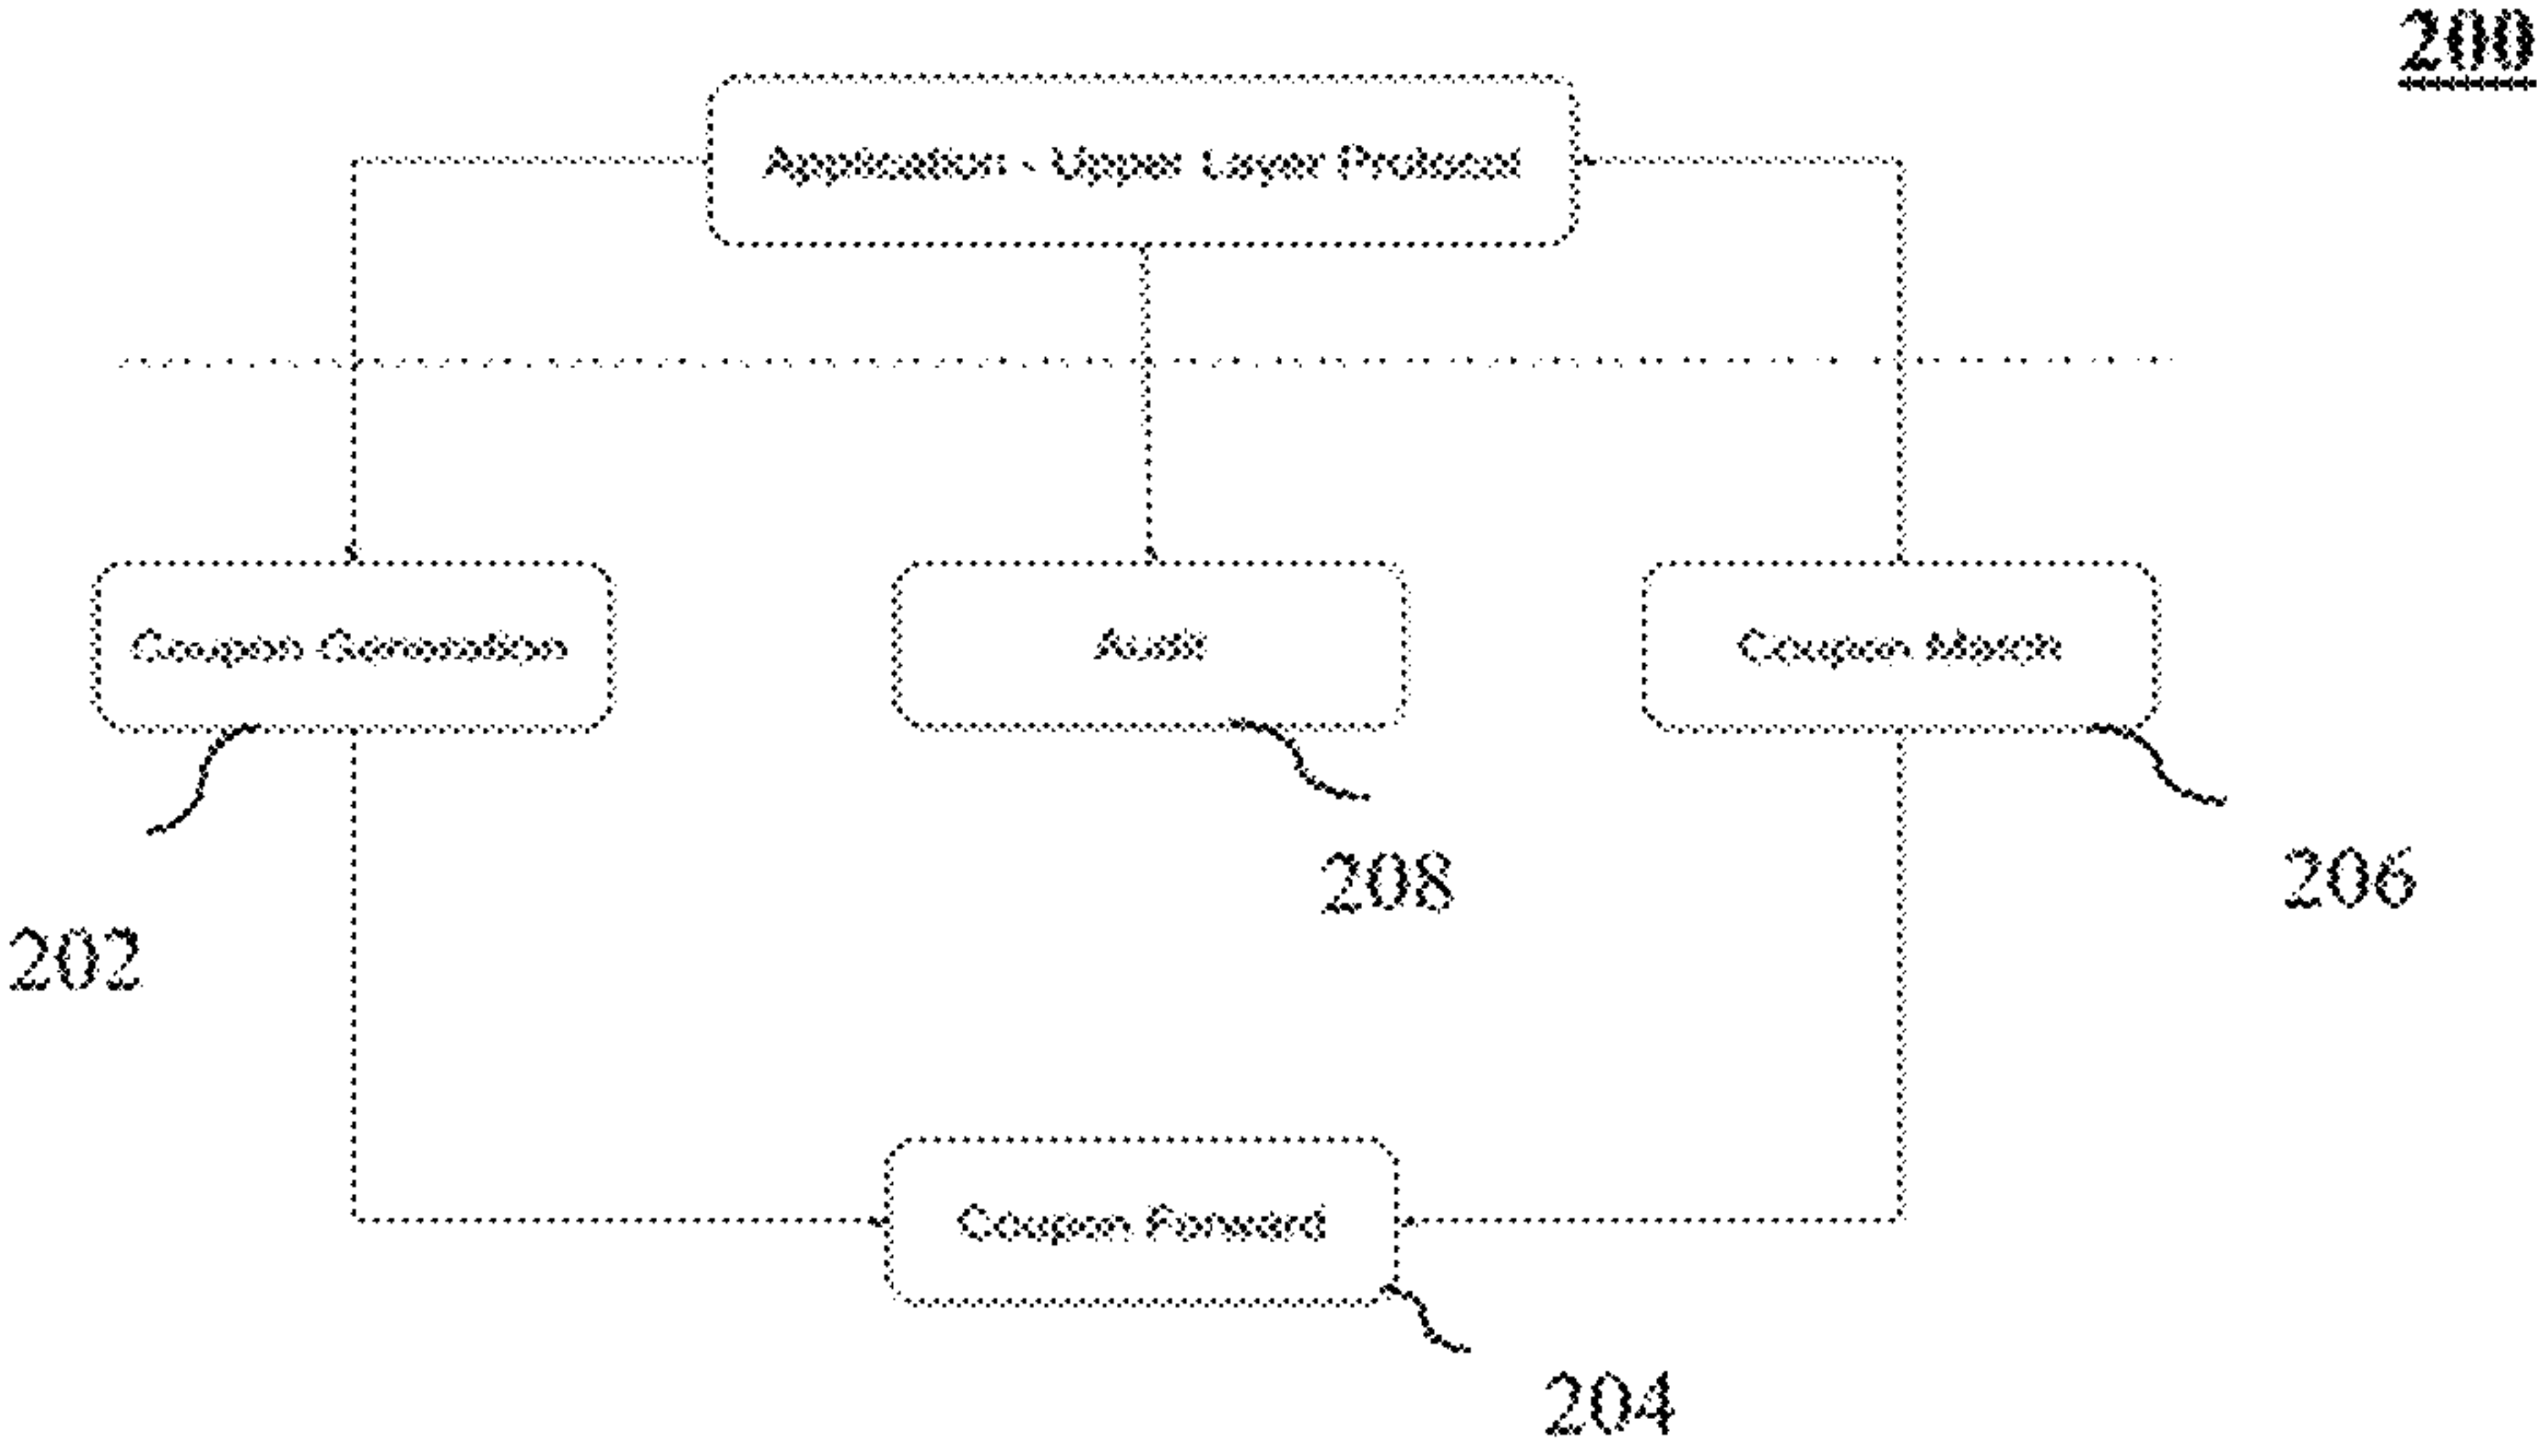 200
Application - Upper Layer Protocol
Coupon Generation
Audit
Coupon Match
202
208
206
Coupon Forward
204